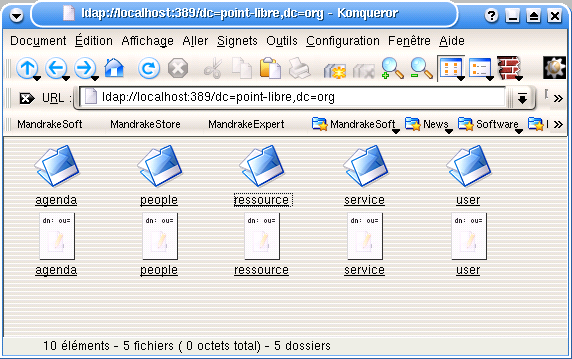 ldap://localhost:389/dc=point-libre,dc=org - Konqueror
Document Édition Affichage Aller Signets Outils Configuration Fenêtre Aide
URL : ldap://localhost:389/dc=point-libre,dc=org
MandrakeSoft MandrakeStore MandrakeExpert MandrakeSoft News Software
agenda people ressource service user
dn: ou= dn: ou= dn: ou= dn: ou= dn: ou=
agenda people ressource service user
10 éléments - 5 fichiers ( 0 octets total) - 5 dossiers